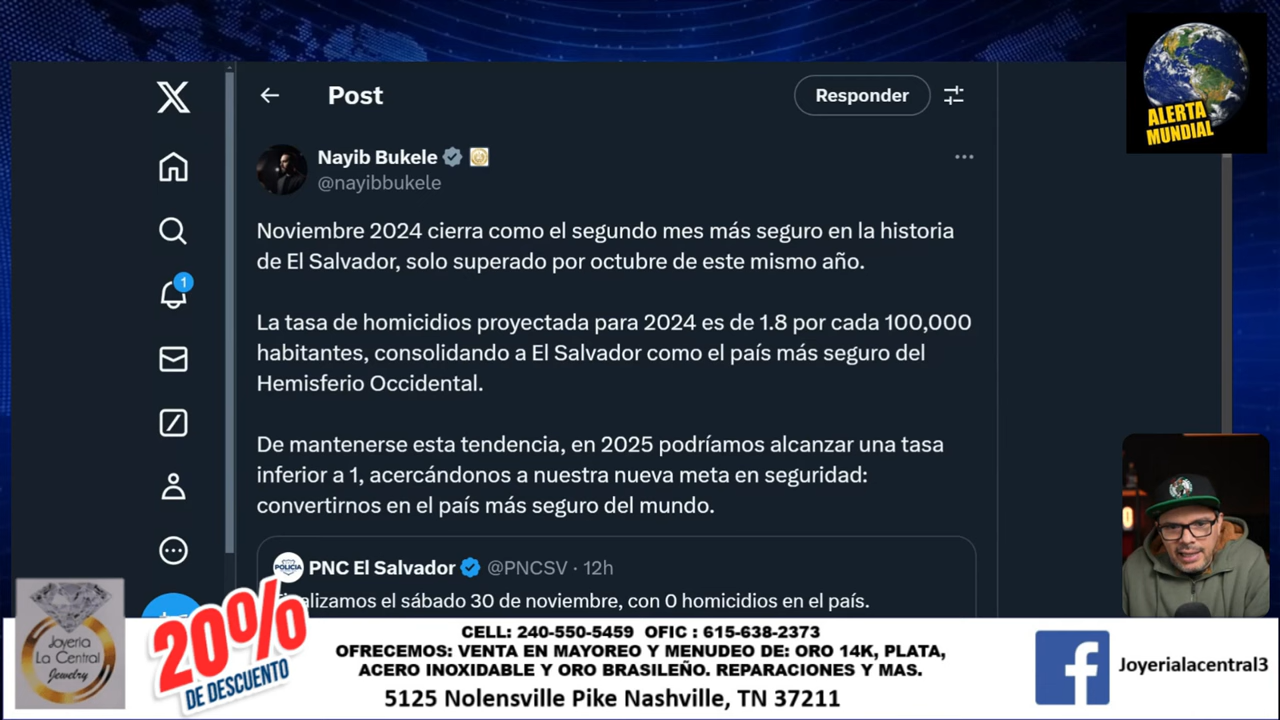 Post
Responder
ALERTA
MUNDIAL
Nayib Bukele
@nayibbukele
Noviembre 2024 cierra como el segundo mes más seguro en la historia
de El Salvador, solo superado por octubre de este mismo año.
1
La tasa de homicidios proyectada para 2024 es de 1.8 por cada 100,000
habitantes, consolidando a El Salvador como el país más seguro del
Hemisferio Occidental.
De mantenerse esta tendencia, en 2025 podríamos alcanzar una tasa
inferior a 1, acercándonos a nuestra nueva meta en seguridad:
convertirnos en el país más seguro del mundo.
POLICIA
PNC El Salvador @PNCSV · 12h
alizamos el sábado 30 de noviembre, con 0 homicidios en el país.
Joyeria
La Central
Jewelry
20%
DE DESCUENTO
CELL: 240-550-5459 OFIC : 615-638-2373
OFRECEMOS: VENTA EN MAYOREO Y MENUDEO DE: ORO 14K, PLATA,
ACERO INOXIDABLE Y ORO BRASILEÑO. REPARACIONES Y MAS.
5125 Nolensville Pike Nashville, TN 37211
Joyerialacentral3